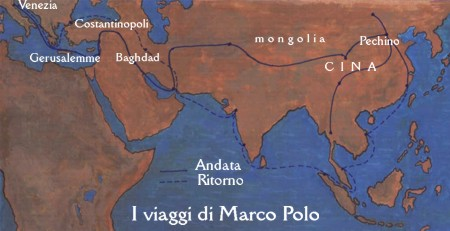 Venezia
Costantinopoli
mongolia
Pechino
Gerusalemme
Baghdad
CINA
Andata
Ritorno
I viaggi di Marco Polo